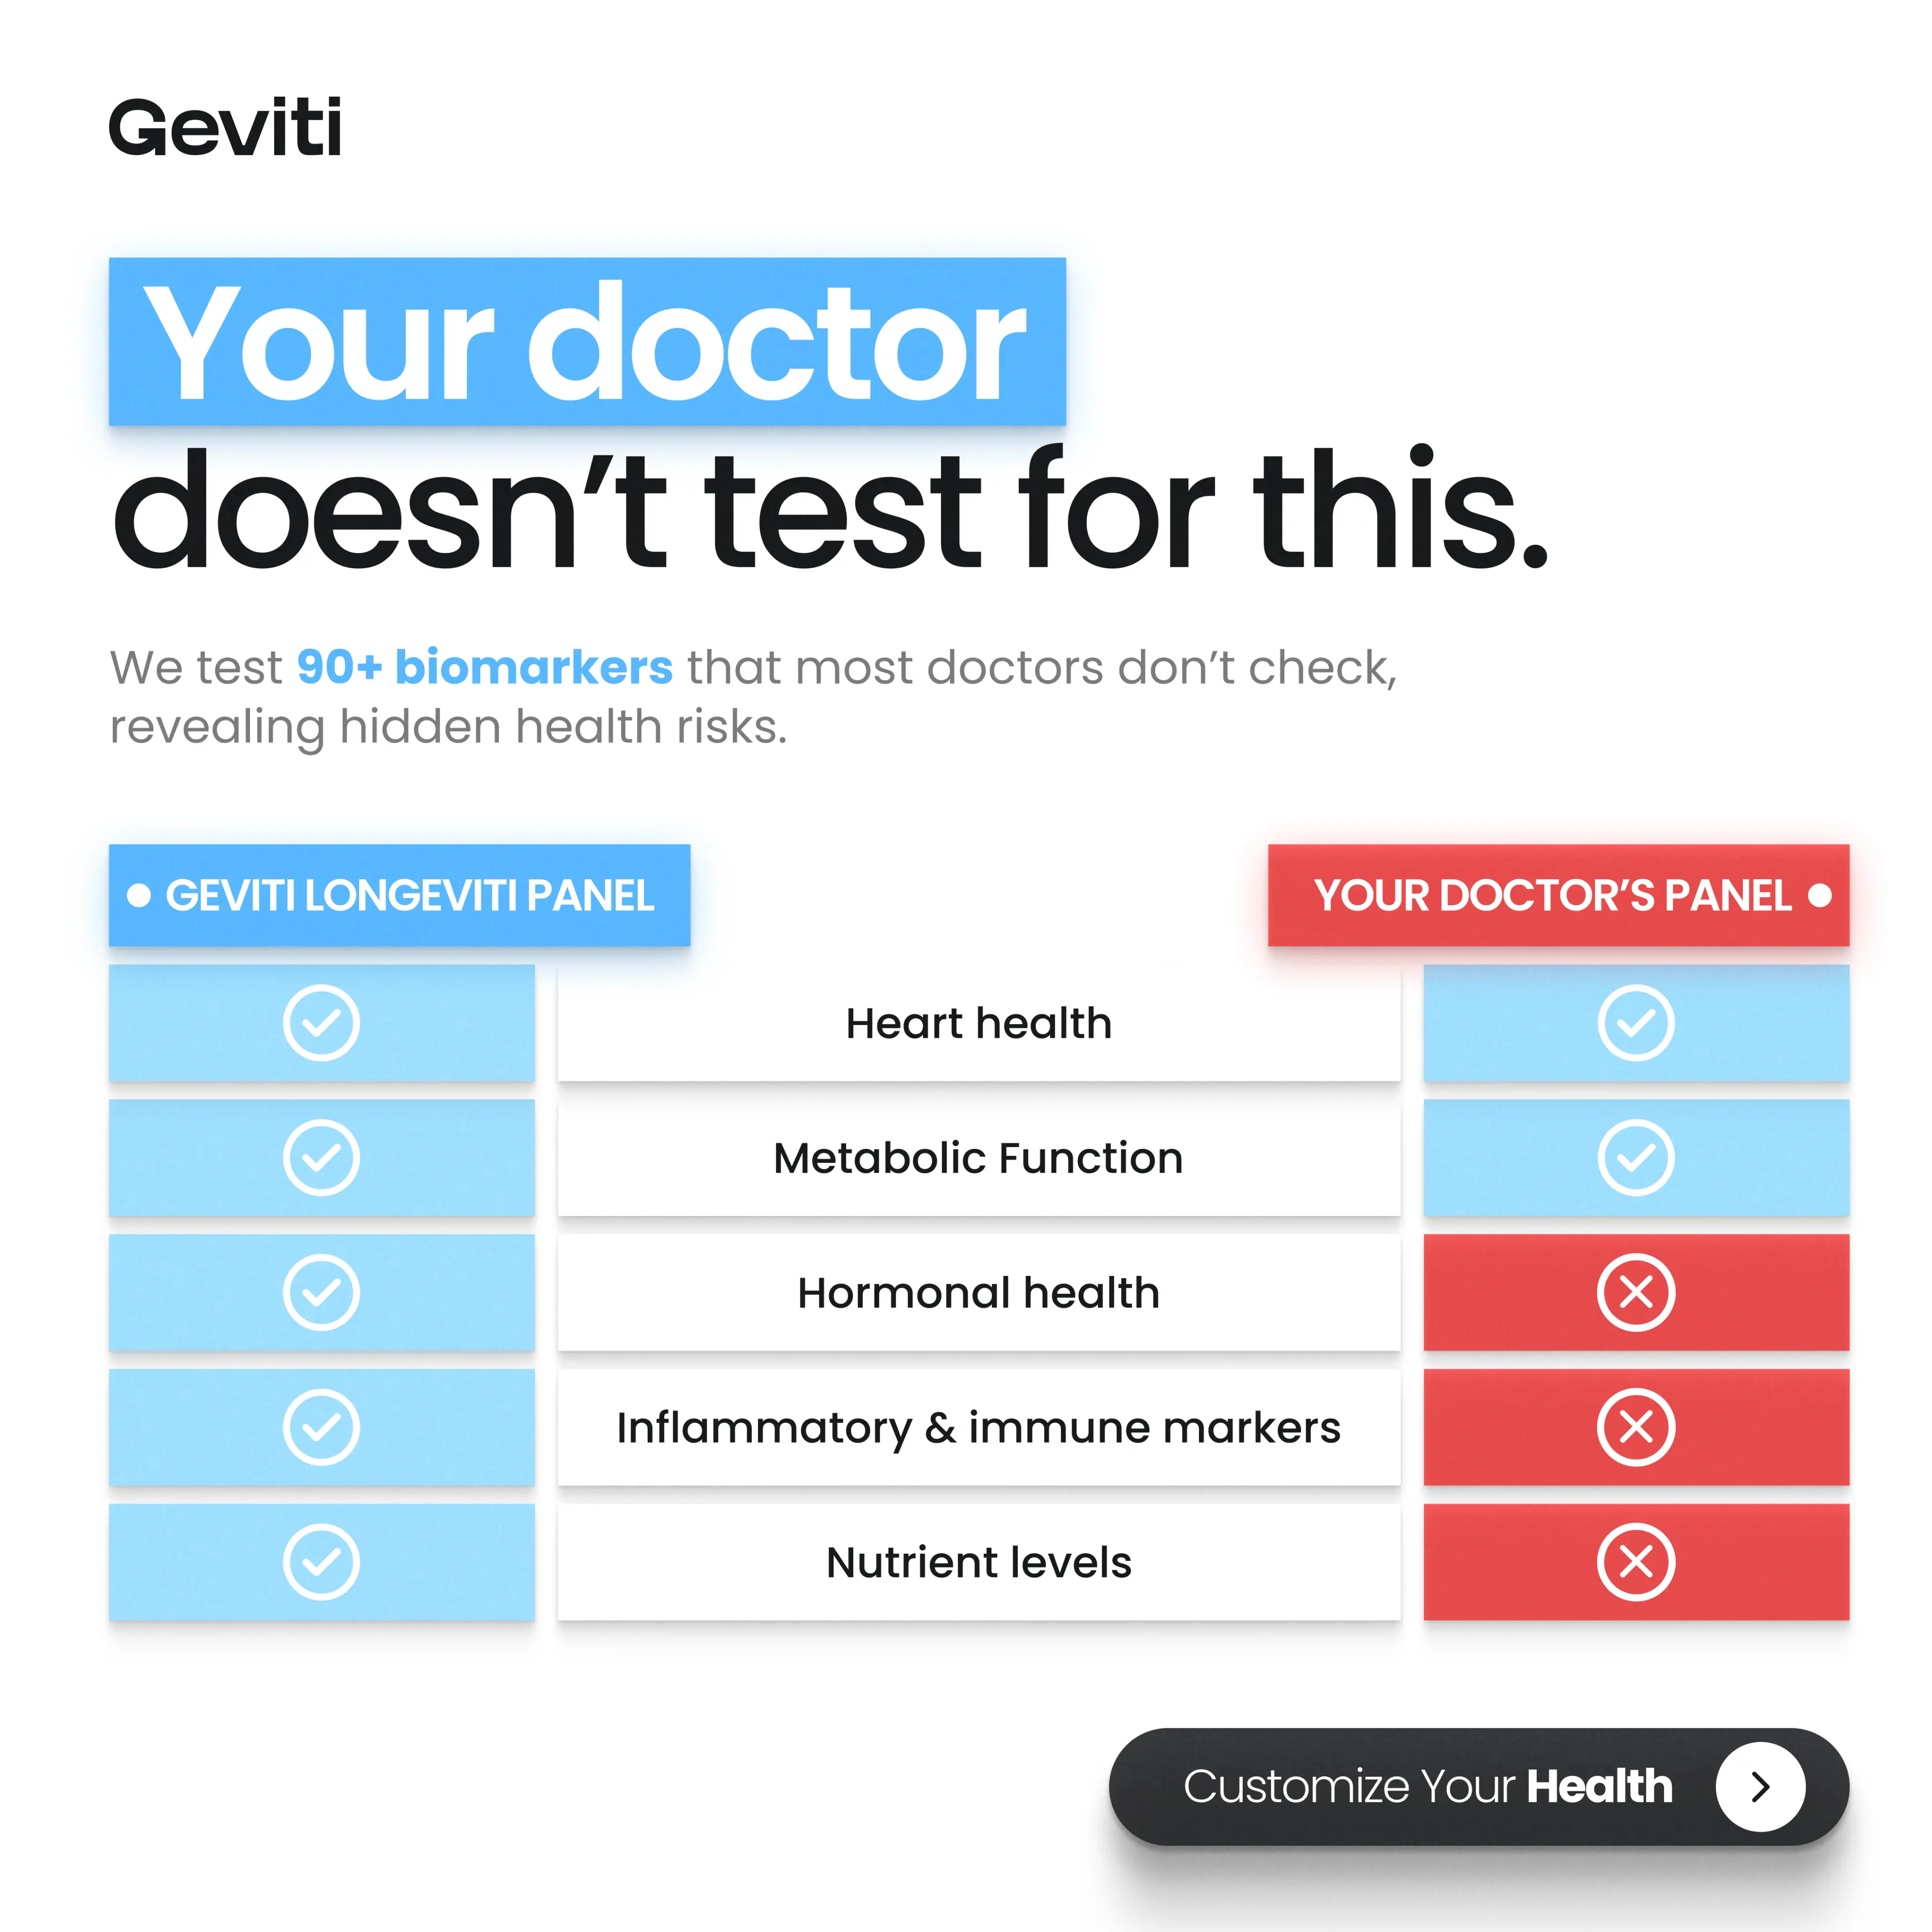 Geviti
Your doctor
doesn’t test for this.
We test 90+ biomarkers that most doctors don’t check,
revealing hidden health risks.
GEVITI LONGEVITI PANEL
YOUR DOCTOR’S PANEL
Heart health
Metabolic Function
Hormonal health
Inflammatory & immune markers
Nutrient levels
Customize Your Health